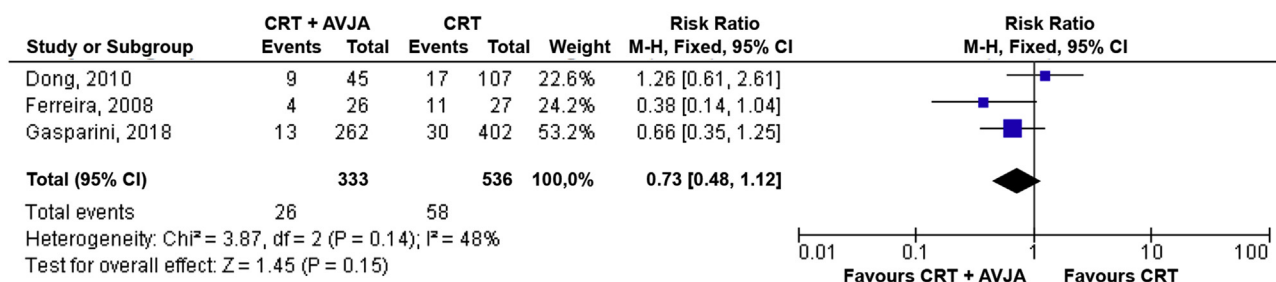 CRT + AVJA CRT Risk Ratio Risk Ratio
Study or Subgroup Events Total Events Total Weight M-H, Fixed, 95% CI M-H, Fixed, 95% CI
Dong, 2010 9 45 17 107 22.6% 1.26 [0.61, 2.61]
Ferreira, 2008 4 26 11 27 24.2% 0.38 [0.14, 1.04]
Gasparini, 2018 13 262 30 402 53.2% 0.66 [0.35, 1.25]
Total (95% CI) 333 536 100,0% 0.73 [0.48, 1.12]
Total events 26 58
Heterogeneity: Chi² = 3.87, df = 2 (P = 0.14); I² = 48%
Test for overall effect: Z = 1.45 (P = 0.15)
0.01 0.1 1 10 100
Favours CRT + AVJA Favours CRT